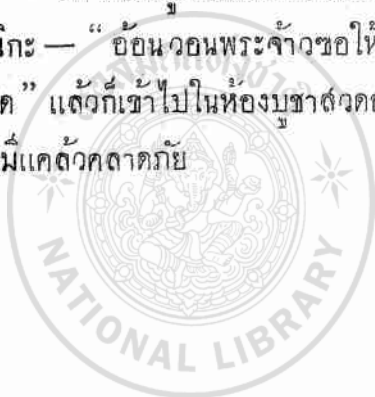 นิกะ — “ อ้อนวอนพระจ้าวขอให้
ด ” แล้วก็เข้าไปในห้องบูชาสวด
มี่แคล้วคลาดภัย
NATIONAL LIBRARY